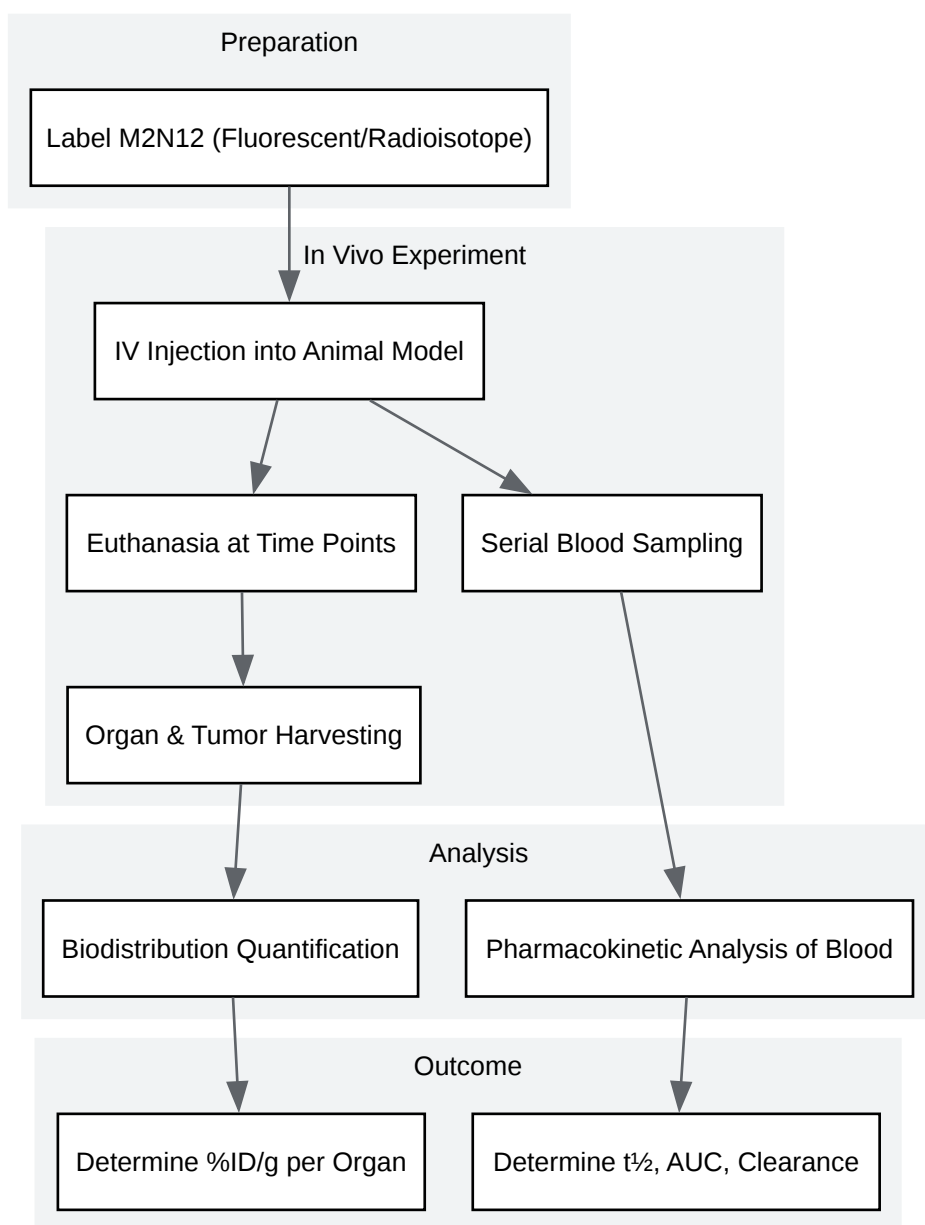 Preparation
Label M2N12 (Fluorescent/Radioisotope)
In Vivo Experiment
IV Injection into Animal Model
Euthanasia at Time Points
Serial Blood Sampling
Organ & Tumor Harvesting
Analysis
Biodistribution Quantification
Pharmacokinetic Analysis of Blood
Outcome
Determine %ID/g per Organ
Determine t½, AUC, Clearance